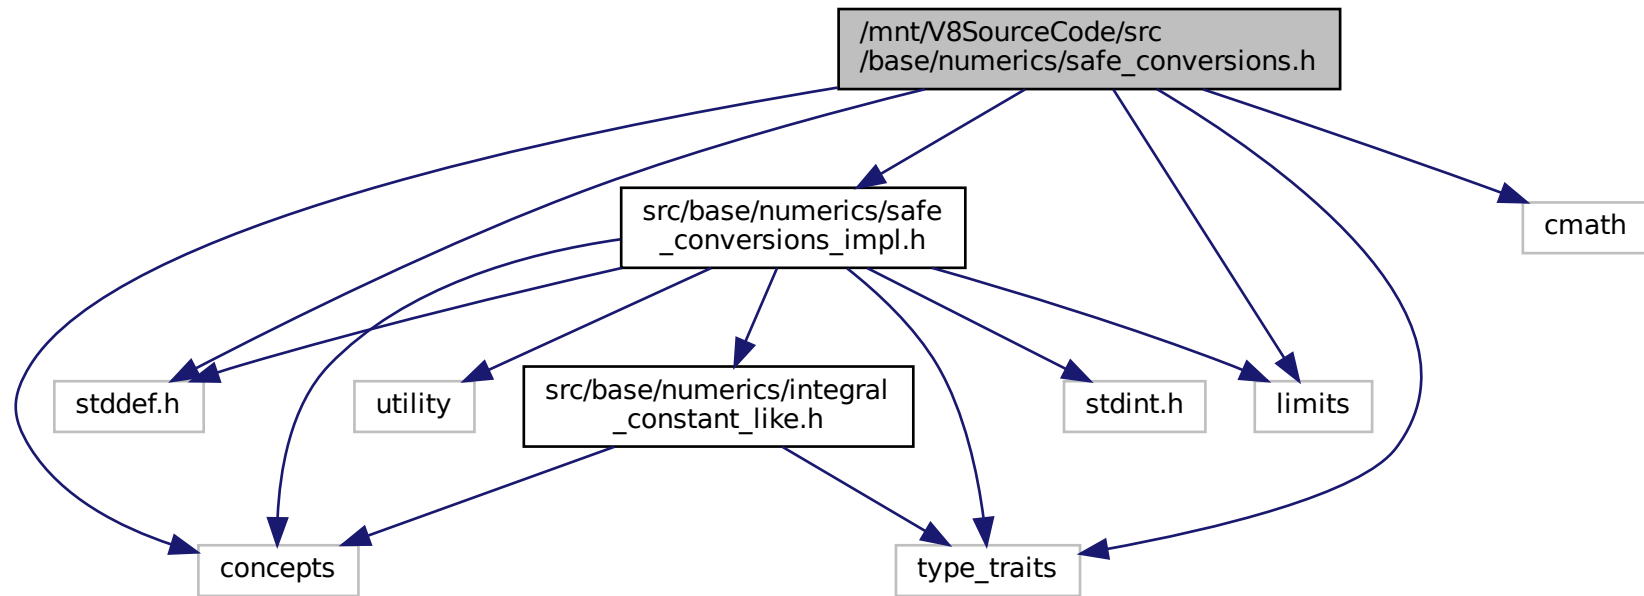 /mnt/V8SourceCode/src
/base/numerics/safe_conversions.h
src/base/numerics/safe
_conversions_impl.h
cmath
stddef.h
utility
src/base/numerics/integral
_constant_like.h
stdint.h
limits
concepts
type_traits